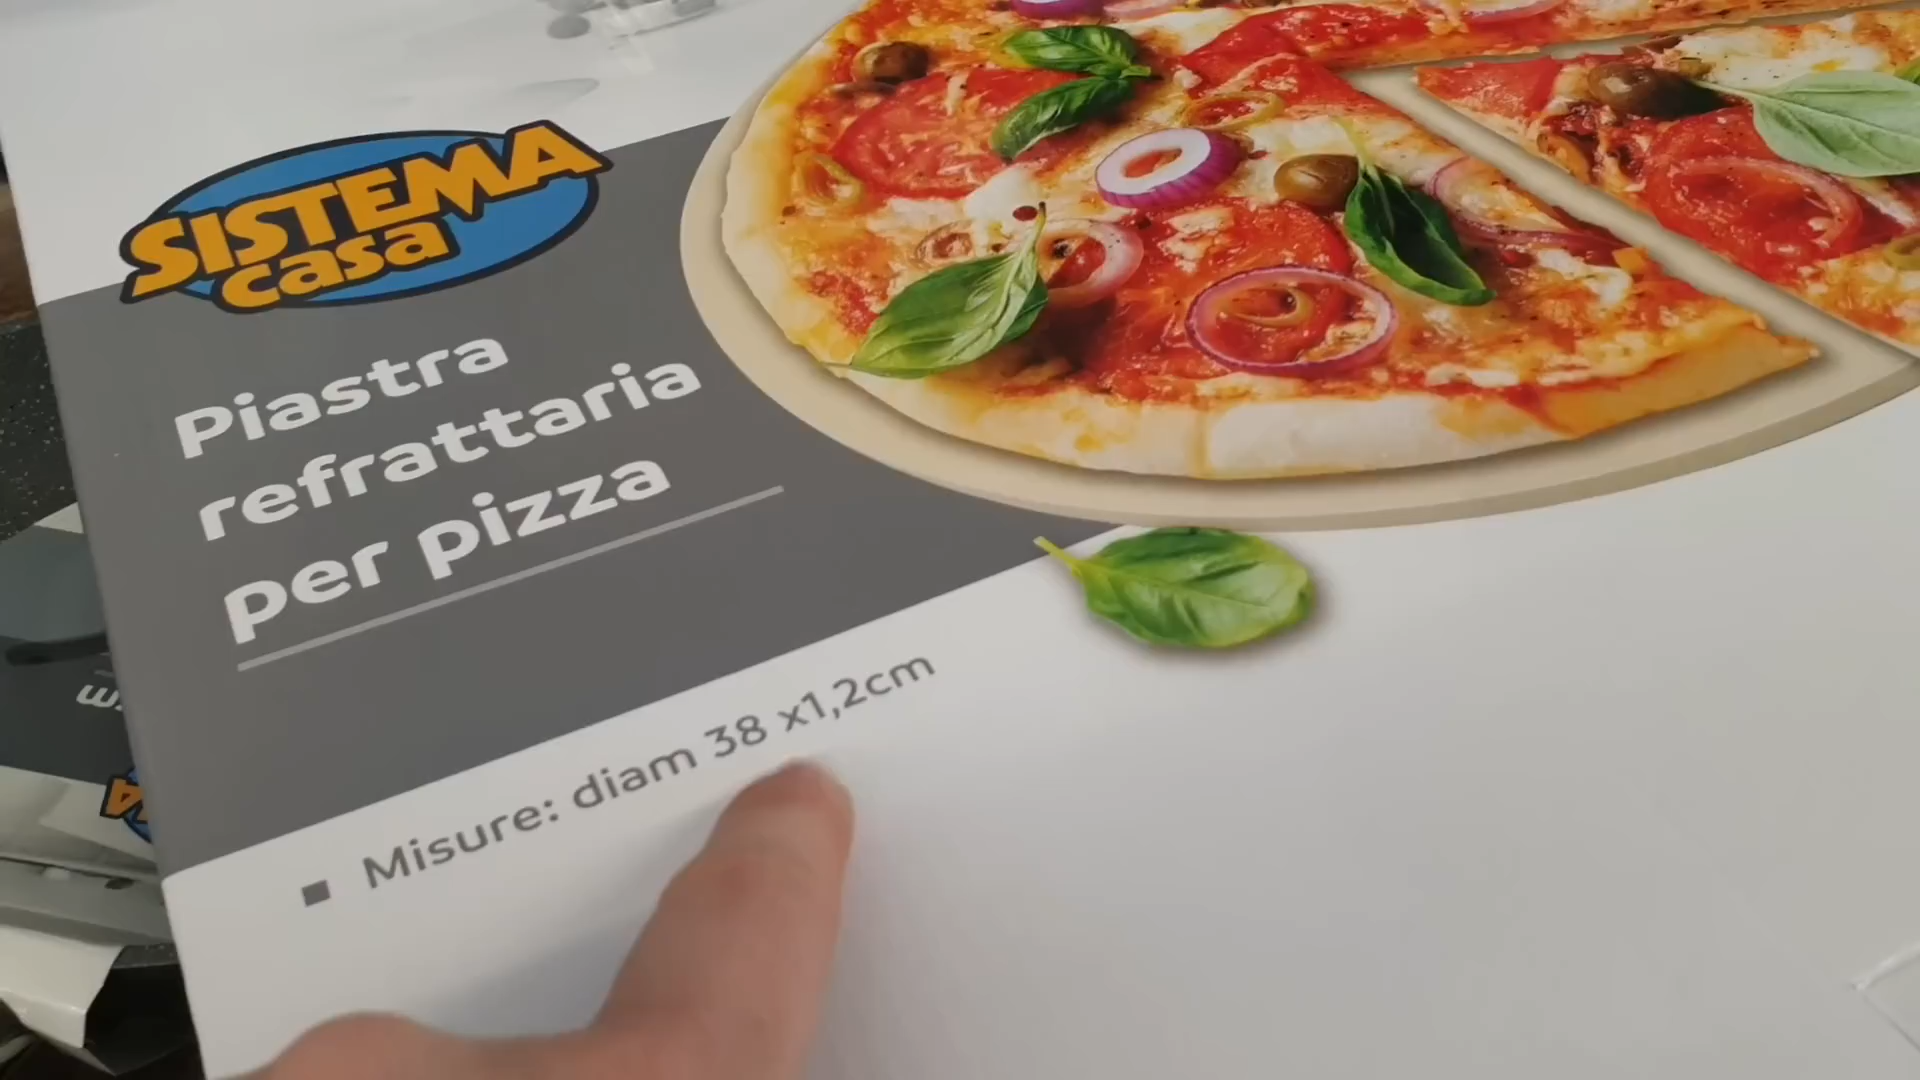 SISTEMA
casa
Piastra
refrattaria
per pizza
Misure: diam 38 x1,2cm